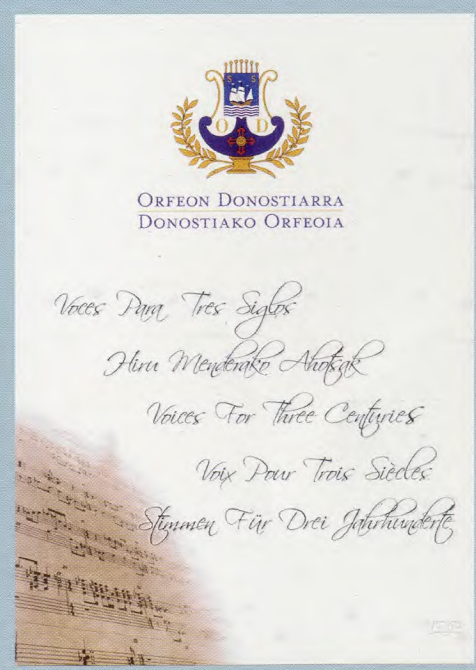 S S
O D
ORFEON DONOSTIARRA
DONOSTIAKO ORFEOIA
Voces Para Tres Siglos
Hiru Menderako Ahotsak
Voices For Three Centuries
Voix Pour Trois Siècles
Stimmen Für Drei Jahrhunderte